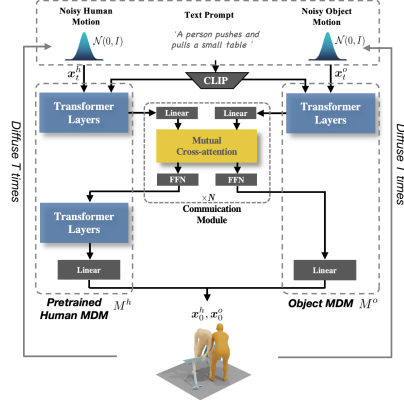 Noisy Human
Motion
Text Prompt
Noisy Object
Motion
𝒩(0, I)
'A person pushes and
pulls a small table '
𝒩(0, I)
x_t^h
CLIP
x_t^o
Transformer
Layers
Linear
Linear
Transformer
Layers
Mutual
Cross-attention
FFN
FFN
×N
Commuication
Module
Transformer
Layers
Linear
Linear
Pretrained
Human MDM
M^h
Object MDM M^o
x_0^h, x_0^o
Diffuse T times
Diffuse T times